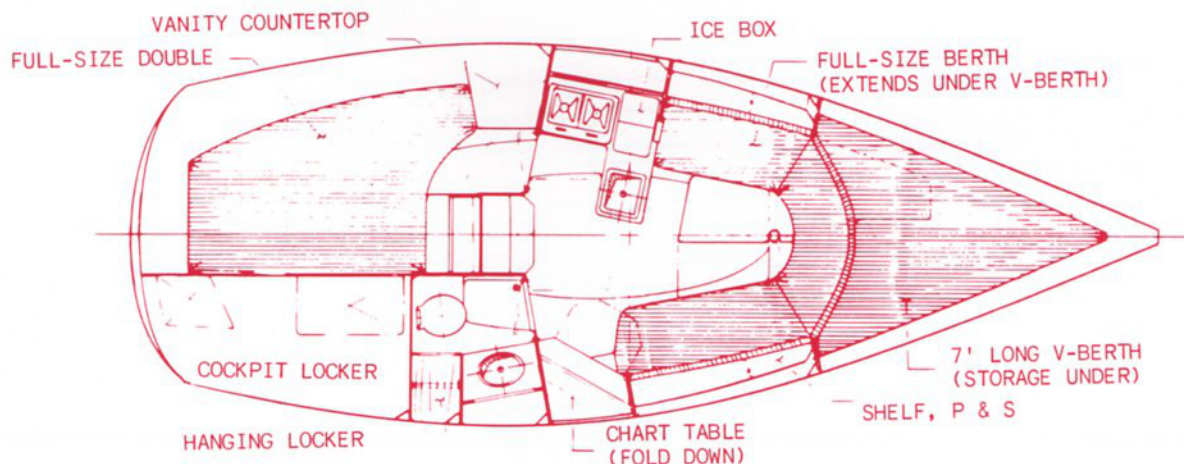 VANITY COUNTERTOP
FULL-SIZE DOUBLE
ICE BOX
FULL-SIZE BERTH
(EXTENDS UNDER V-BERTH)
COCKPIT LOCKER
HANGING LOCKER
CHART TABLE
(FOLD DOWN)
7' LONG V-BERTH
(STORAGE UNDER)
SHELF, P & S